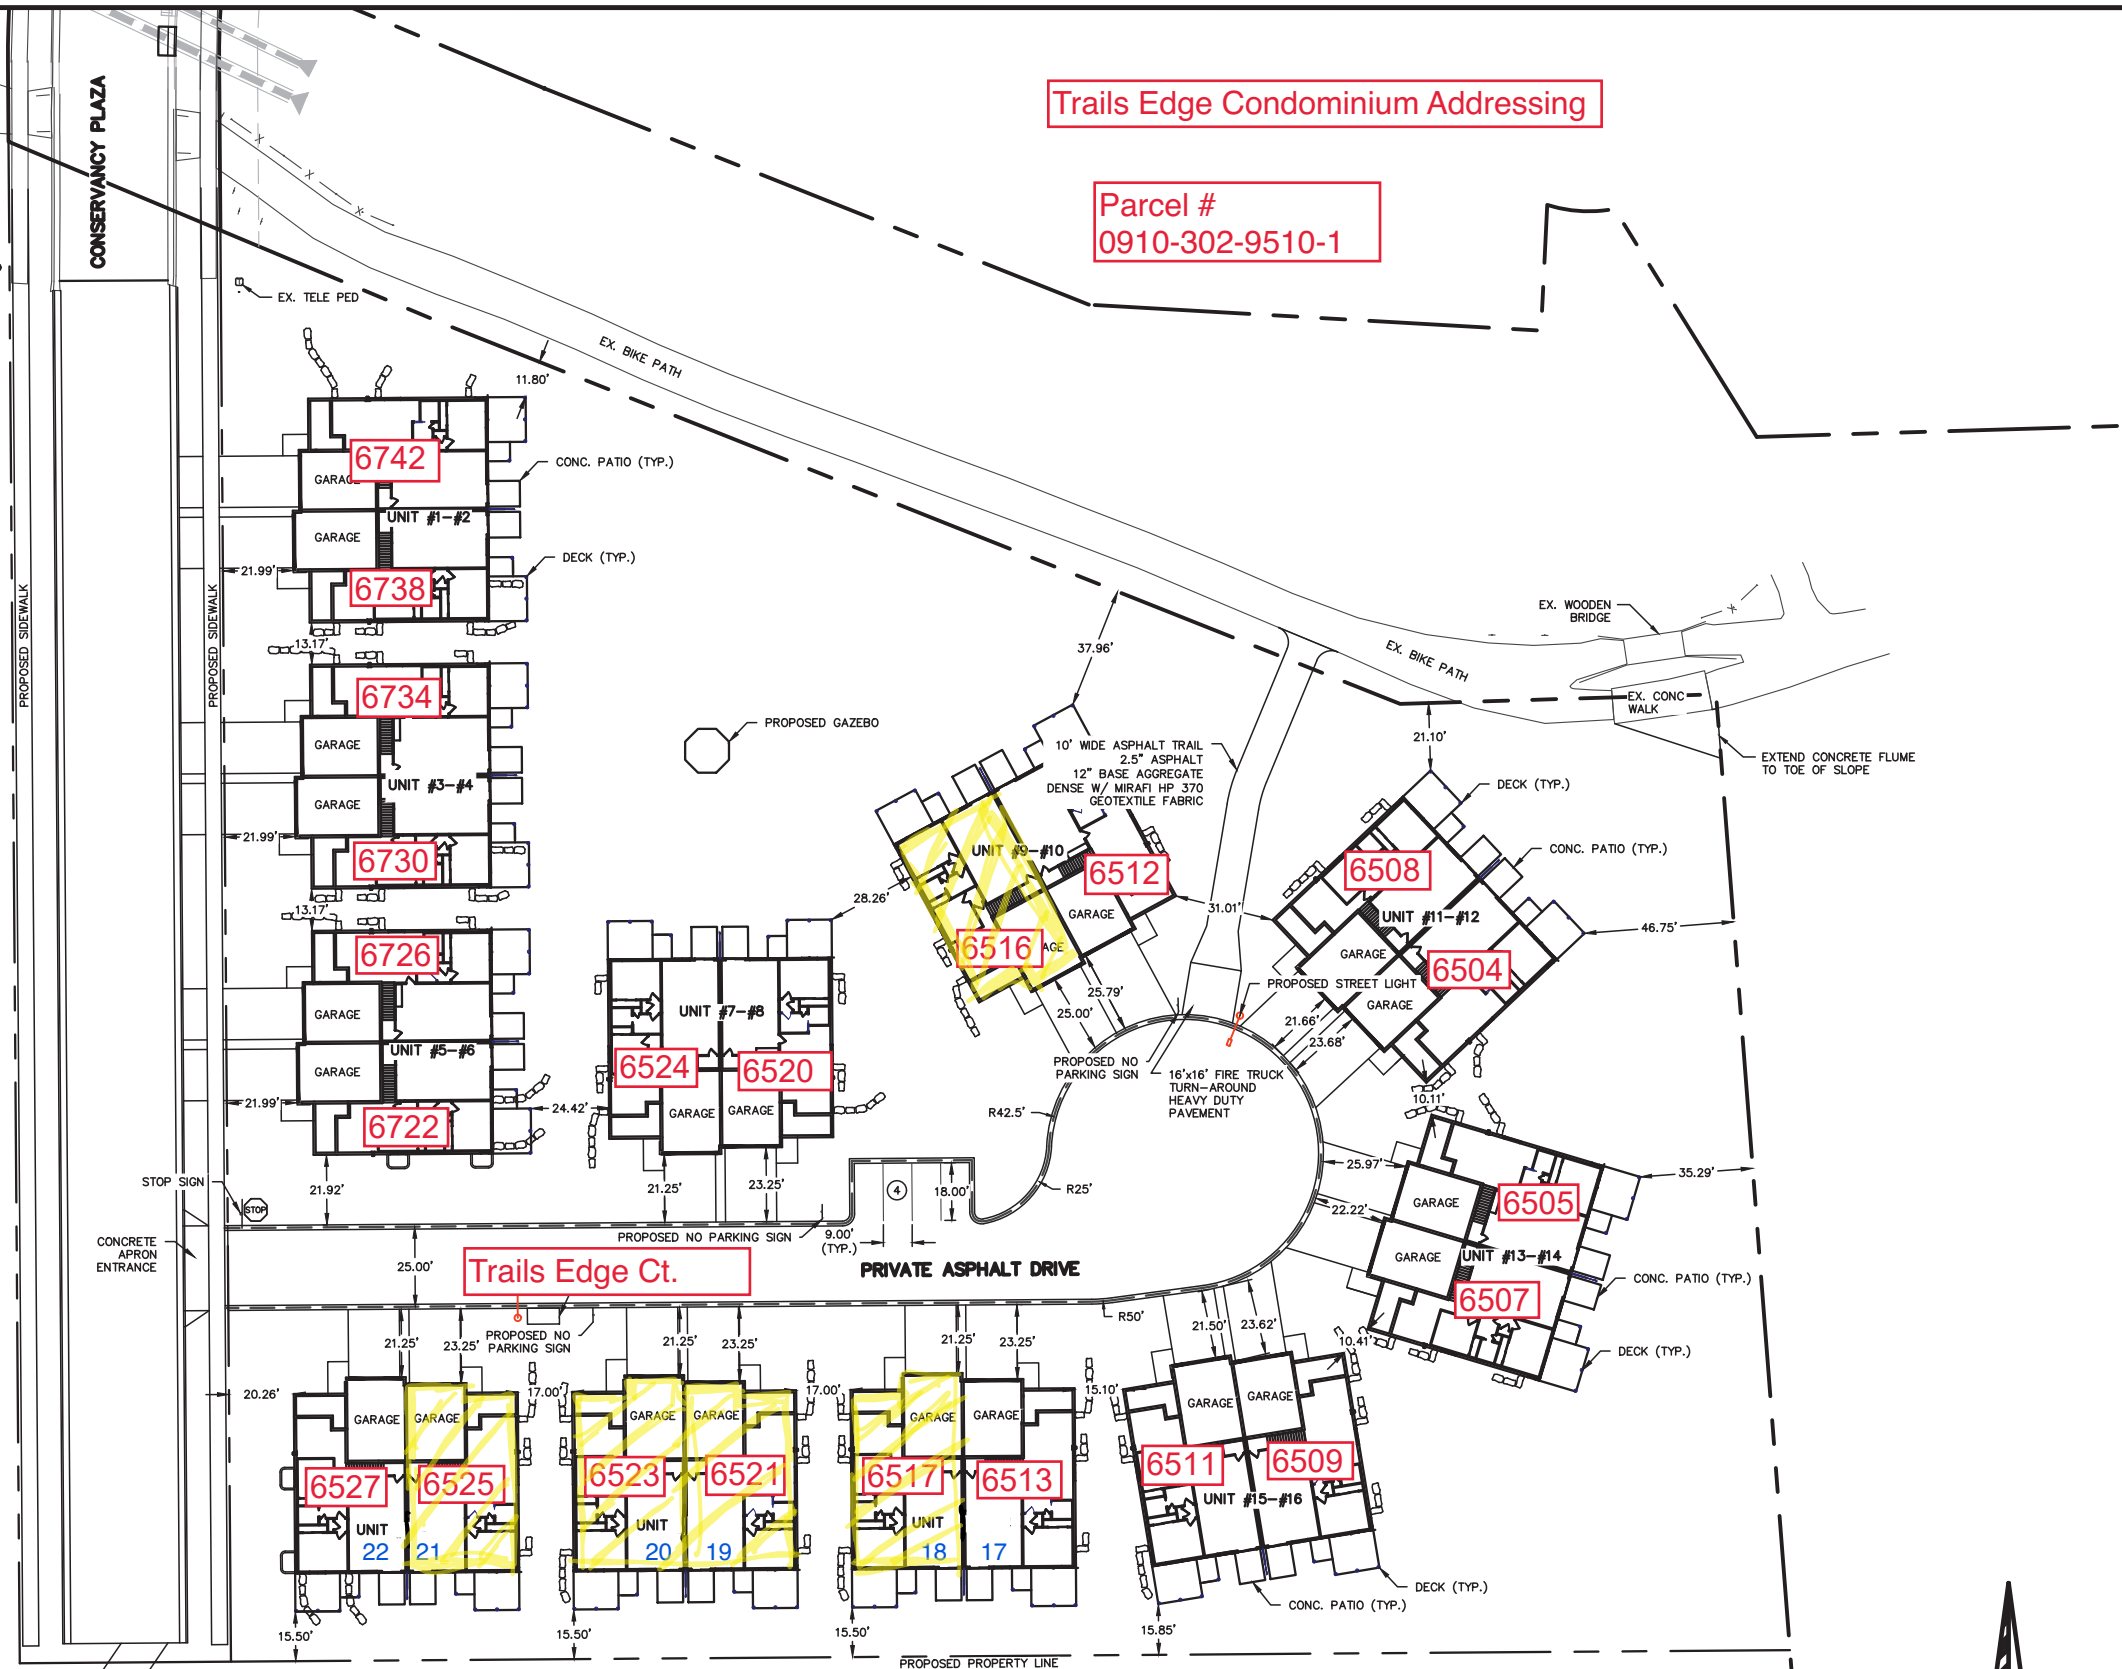 CONSERVANCY PLAZA
Trails Edge Condominium Addressing
Parcel #
0910-302-9510-1
EX. TELE PED
EX. BIKE PATH
11.80'
6742
GARAGE
CONC. PATIO (TYP.)
UNIT #1-#2
GARAGE
DECK (TYP.)
21.99'
6738
PROPOSED SIDEWALK
PROPOSED SIDEWALK
13.17'
6734
GARAGE
UNIT #3-#4
GARAGE
21.99'
6730
13.17'
6726
GARAGE
UNIT #5-#6
GARAGE
21.99'
6722
24.42'
21.92'
STOP SIGN
STOP
CONCRETE
APRON
ENTRANCE
PROPOSED GAZEBO
37.96'
10' WIDE ASPHALT TRAIL
2.5" ASPHALT
12" BASE AGGREGATE
DENSE W/ MIRAFI HP 370
GEOTEXTILE FABRIC
EX. WOODEN
BRIDGE
EX. BIKE PATH
EX. CONC
WALK
21.10'
EXTEND CONCRETE FLUME
TO TOE OF SLOPE
DECK (TYP.)
UNIT #9-#10
6512
6508
CONC. PATIO (TYP.)
28.26'
GARAGE
31.01'
UNIT #11-#12
46.75'
6516
AGE
GARAGE
6504
PROPOSED STREET LIGHT
GARAGE
25.79'
25.00'
21.66'
23.68'
UNIT #7-#8
6524
6520
GARAGE
GARAGE
PROPOSED NO
PARKING SIGN
16'x16' FIRE TRUCK
TURN-AROUND
HEAVY DUTY
PAVEMENT
R42.5'
10.11'
21.25'
23.25'
4
18.00'
R25'
25.97'
35.29'
GARAGE
6505
22.22'
PROPOSED NO PARKING SIGN
9.00'
(TYP.)
GARAGE
UNIT #13-#14
CONC. PATIO (TYP.)
6507
25.00'
Trails Edge Ct.
PRIVATE ASPHALT DRIVE
R50'
21.25'
23.25'
PROPOSED NO
PARKING SIGN
21.25'
23.25'
21.25'
23.25'
21.50'
23.62'
10.41'
DECK (TYP.)
20.26'
17.00'
17.00'
15.10'
GARAGE
GARAGE
GARAGE
GARAGE
GARAGE
GARAGE
GARAGE
GARAGE
6527
6525
6523
6521
6517
6513
6511
6509
UNIT
UNIT
UNIT
UNIT #15-#16
22
21
20
19
18
17
DECK (TYP.)
CONC. PATIO (TYP.)
15.50'
15.50'
15.50'
15.85'
PROPOSED PROPERTY LINE